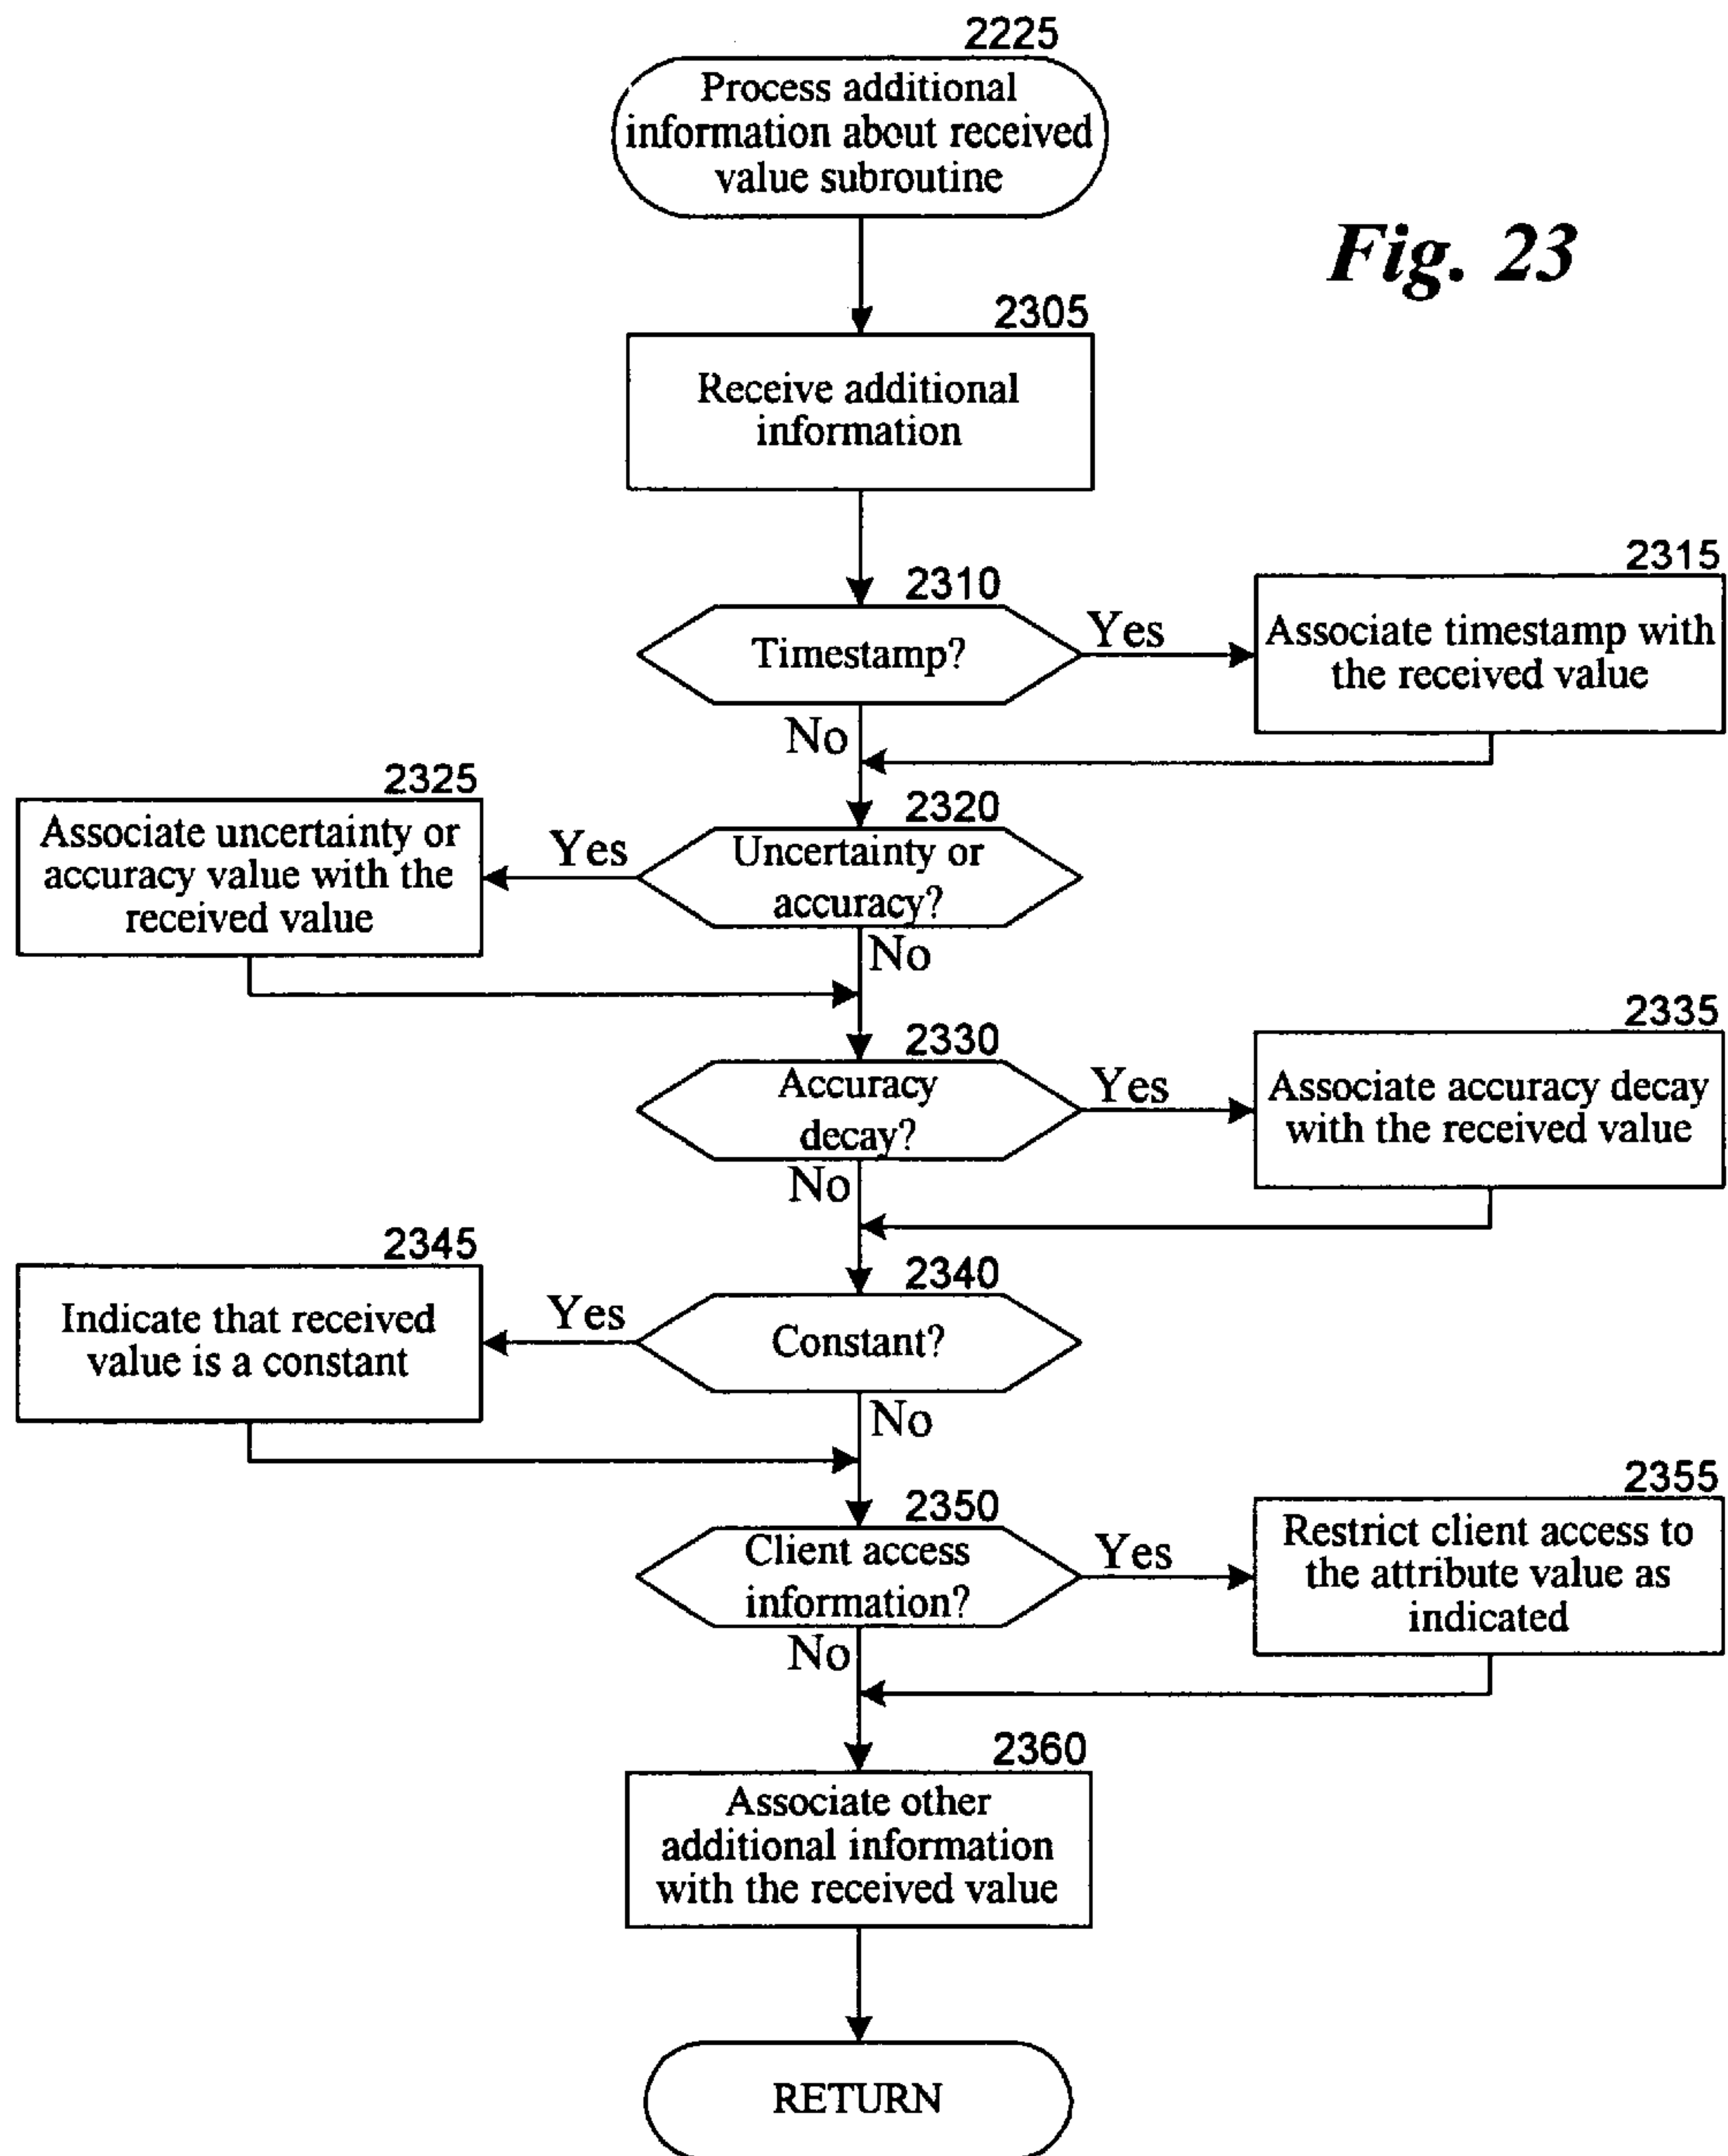 2225
Process additional
information about received
value subroutine
Fig. 23
2305
Receive additional
information
2310
Timestamp?
Yes
2315
Associate timestamp with
the received value
No
2325
Associate uncertainty or
accuracy value with the
received value
Yes
2320
Uncertainty or
accuracy?
No
2330
Accuracy
decay?
Yes
2335
Associate accuracy decay
with the received value
No
2345
Indicate that received
value is a constant
Yes
2340
Constant?
No
2350
Client access
information?
Yes
2355
Restrict client access to
the attribute value as
indicated
No
2360
Associate other
additional information
with the received value
RETURN